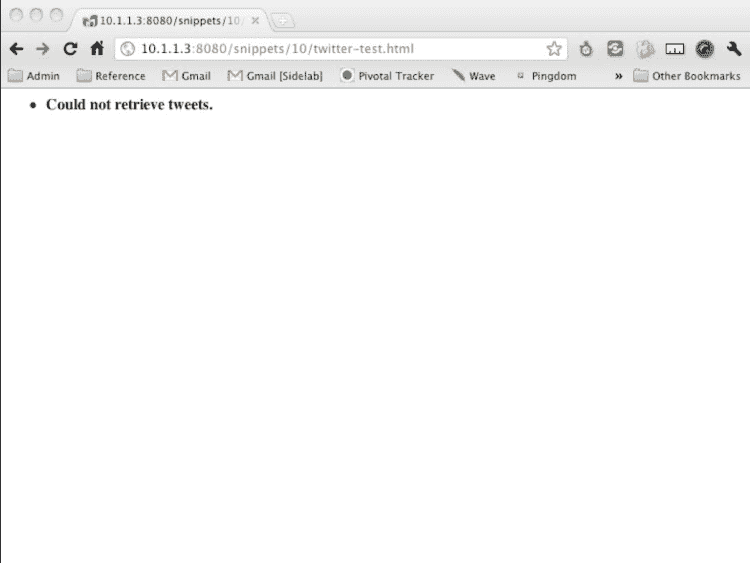 10.1.1.3:8080/snippets/10/
10.1.1.3:8080/snippets/10/twitter-test.html
Admin Reference Gmail Gmail [Sidelab] Pivotal Tracker Wave Pingdom » Other Bookmarks
• Could not retrieve tweets.